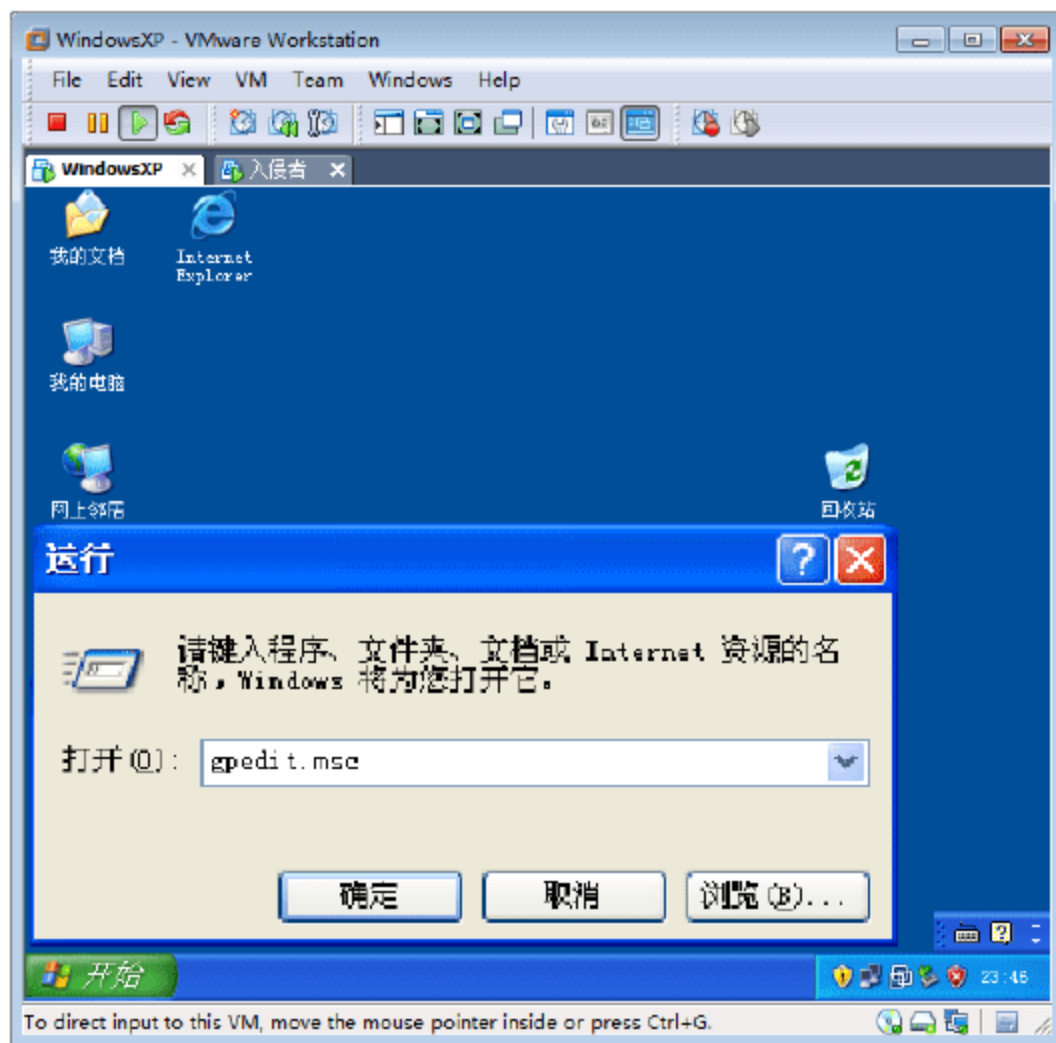 WindowsXP - VMware Workstation
File Edit View VM Team Windows Help
WindowsXP 入侵者
我的文档
Internet
Explorer
我的电脑
网上邻居
回收站
运行
请键入程序、文件夹、文档或 Internet 资源的名
称,Windows 将为您打开它。
打开(O): gpedit.msc
确定 取消 浏览(B)...
开始 23:46
To direct input to this VM, move the mouse pointer inside or press Ctrl+G.